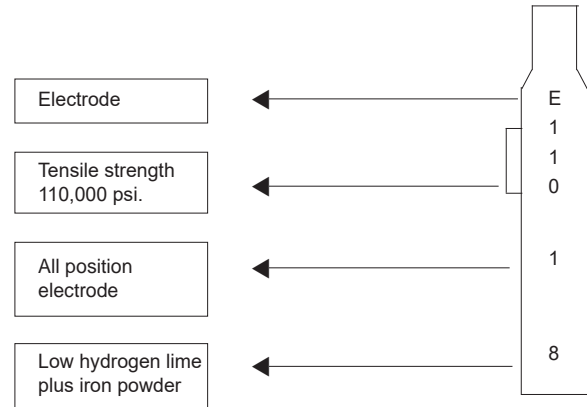 Electrode
E
1
1
0
Tensile strength
110,000 psi.
All position
electrode
1
Low hydrogen lime
plus iron powder
8